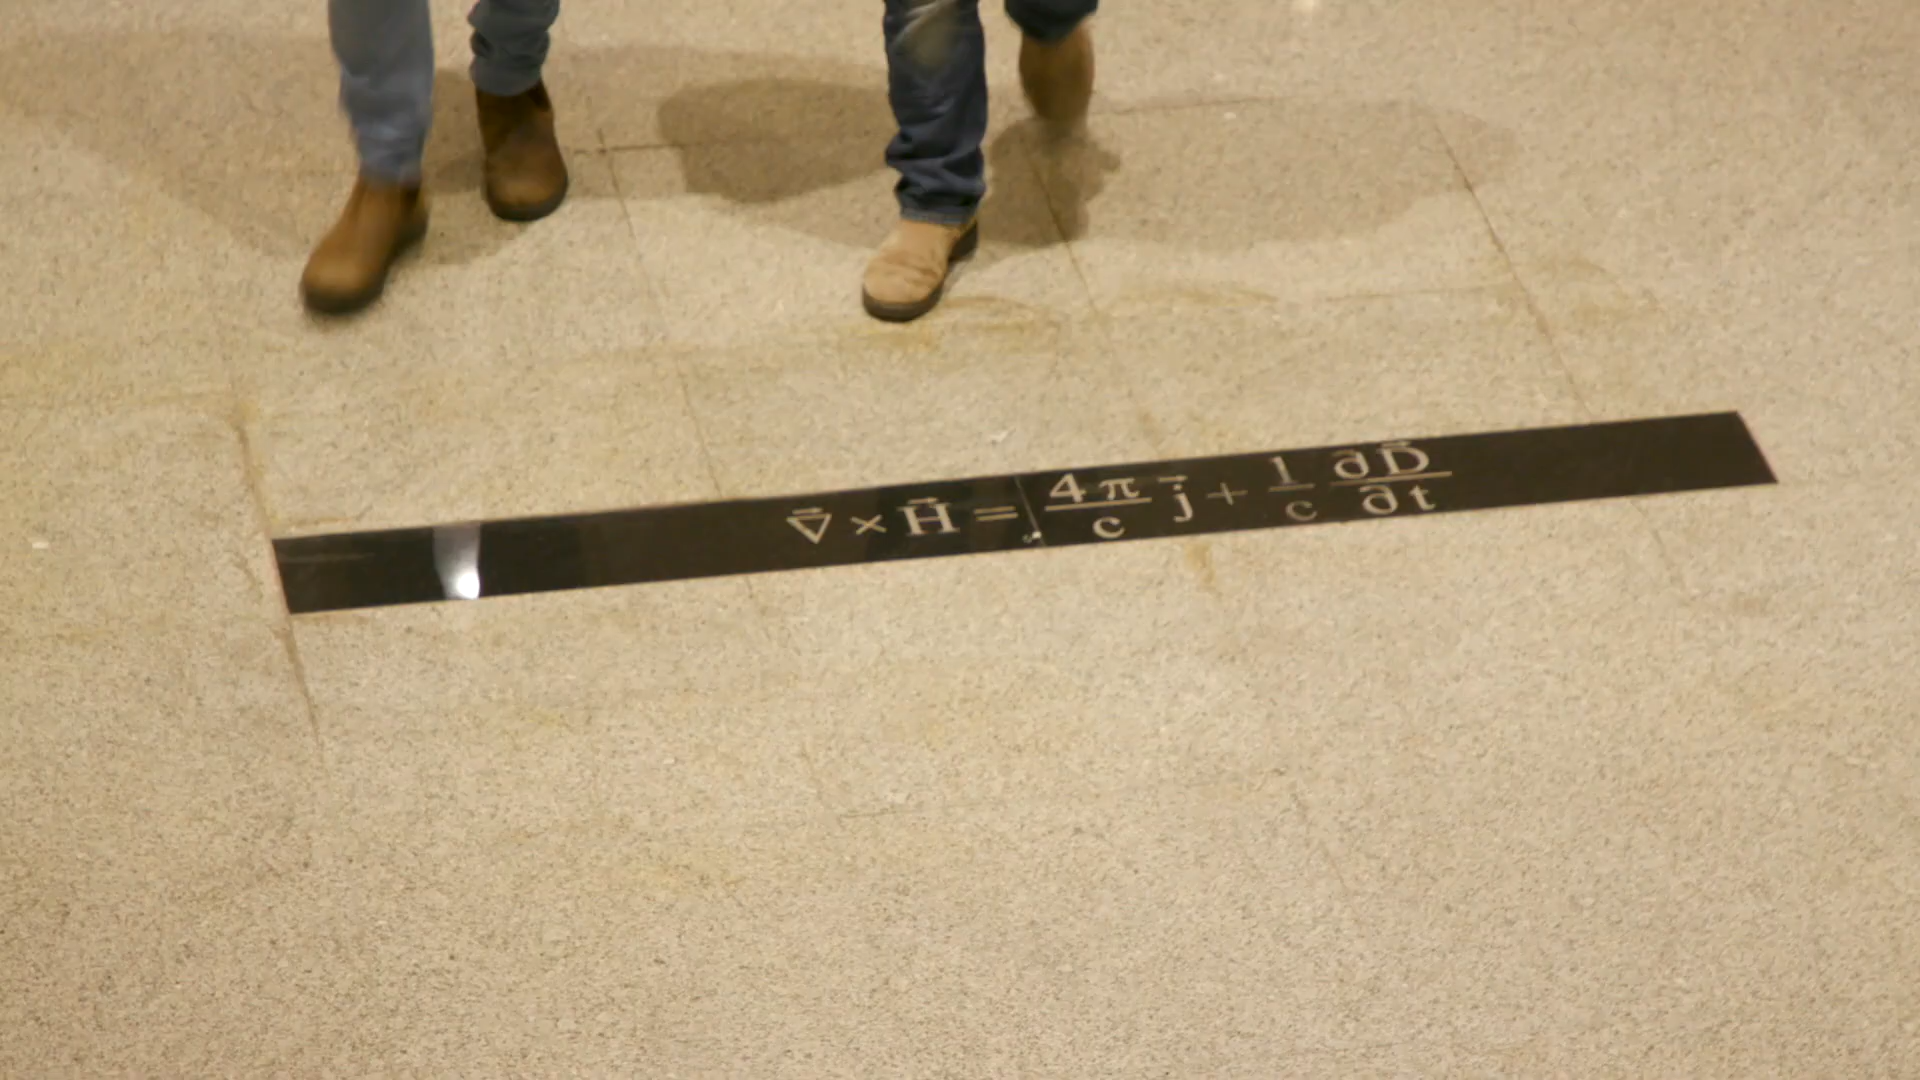 ∇⃗ × H⃗ = 4π/c j⃗ + 1/c ∂D⃗/∂t